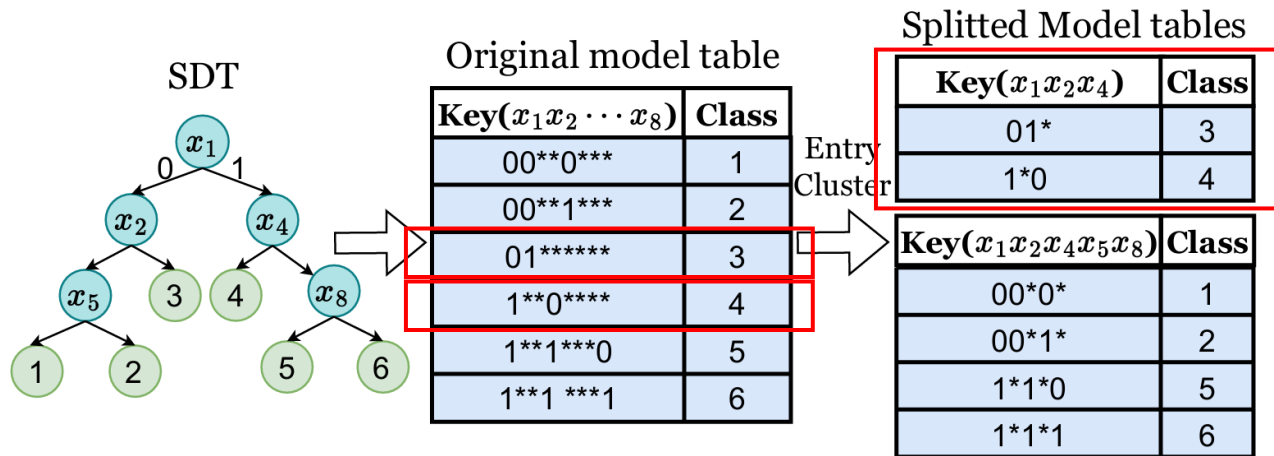 SDT
x₁
0 1
x₂ x₄
x₅ 3 4 x₈
1 2 5 6
Original model table
Key(x₁x₂⋯x₈) Class
00**0*** 1
00**1*** 2
01****** 3
1**0**** 4
1**1***0 5
1**1 ***1 6
Entry
Cluster
Splitted Model tables
Key(x₁x₂x₄) Class
01* 3
1*0 4
Key(x₁x₂x₄x₅x₈) Class
00*0* 1
00*1* 2
1*1*0 5
1*1*1 6